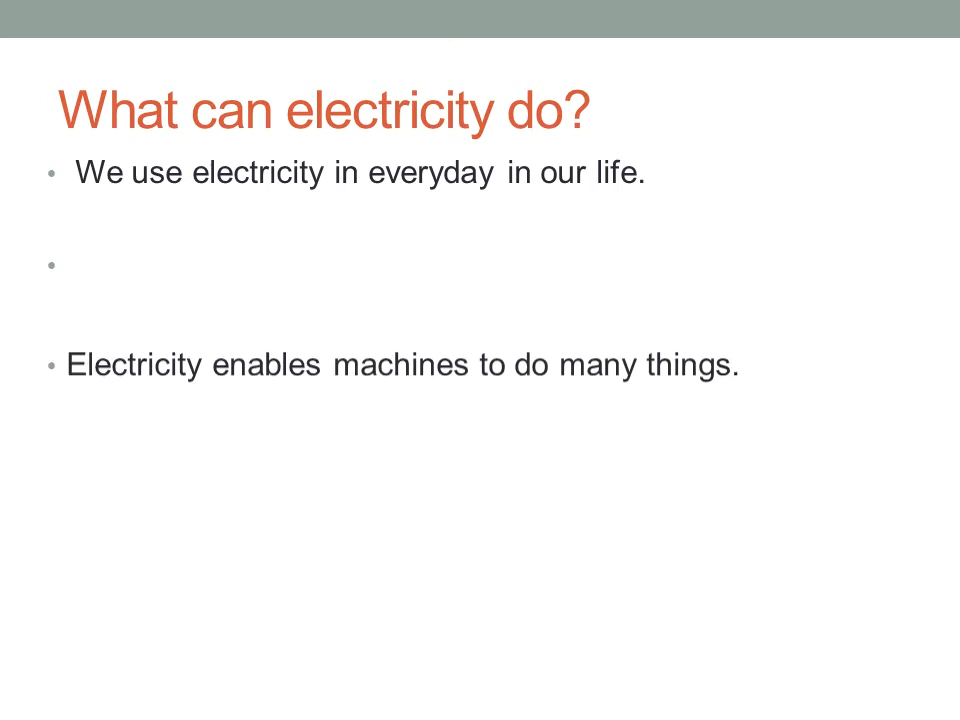 What can electricity do?
• We use electricity in everyday in our life.
•
• Electricity enables machines to do many things.